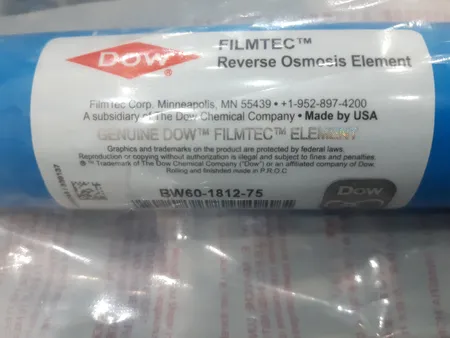 DOW
FILMTEC™
Reverse Osmosis Element
FilmTec Corp. Minneapolis, MN 55439 • +1-952-897-4200
A subsidiary of The Dow Chemical Company • Made by USA
GENUINE DOW™ FILMTEC™ ELEMENT
Graphics and trademarks on the product are protected by federal laws.
Reproduction or copying without authorization is illegal and subject to fines and penalties.
®™ Trademark of The Dow Chemical Company ("Dow") or an affiliated company of Dow.
Rolling and finishded made in P.R.O.C
BW60-1812-75
Dow